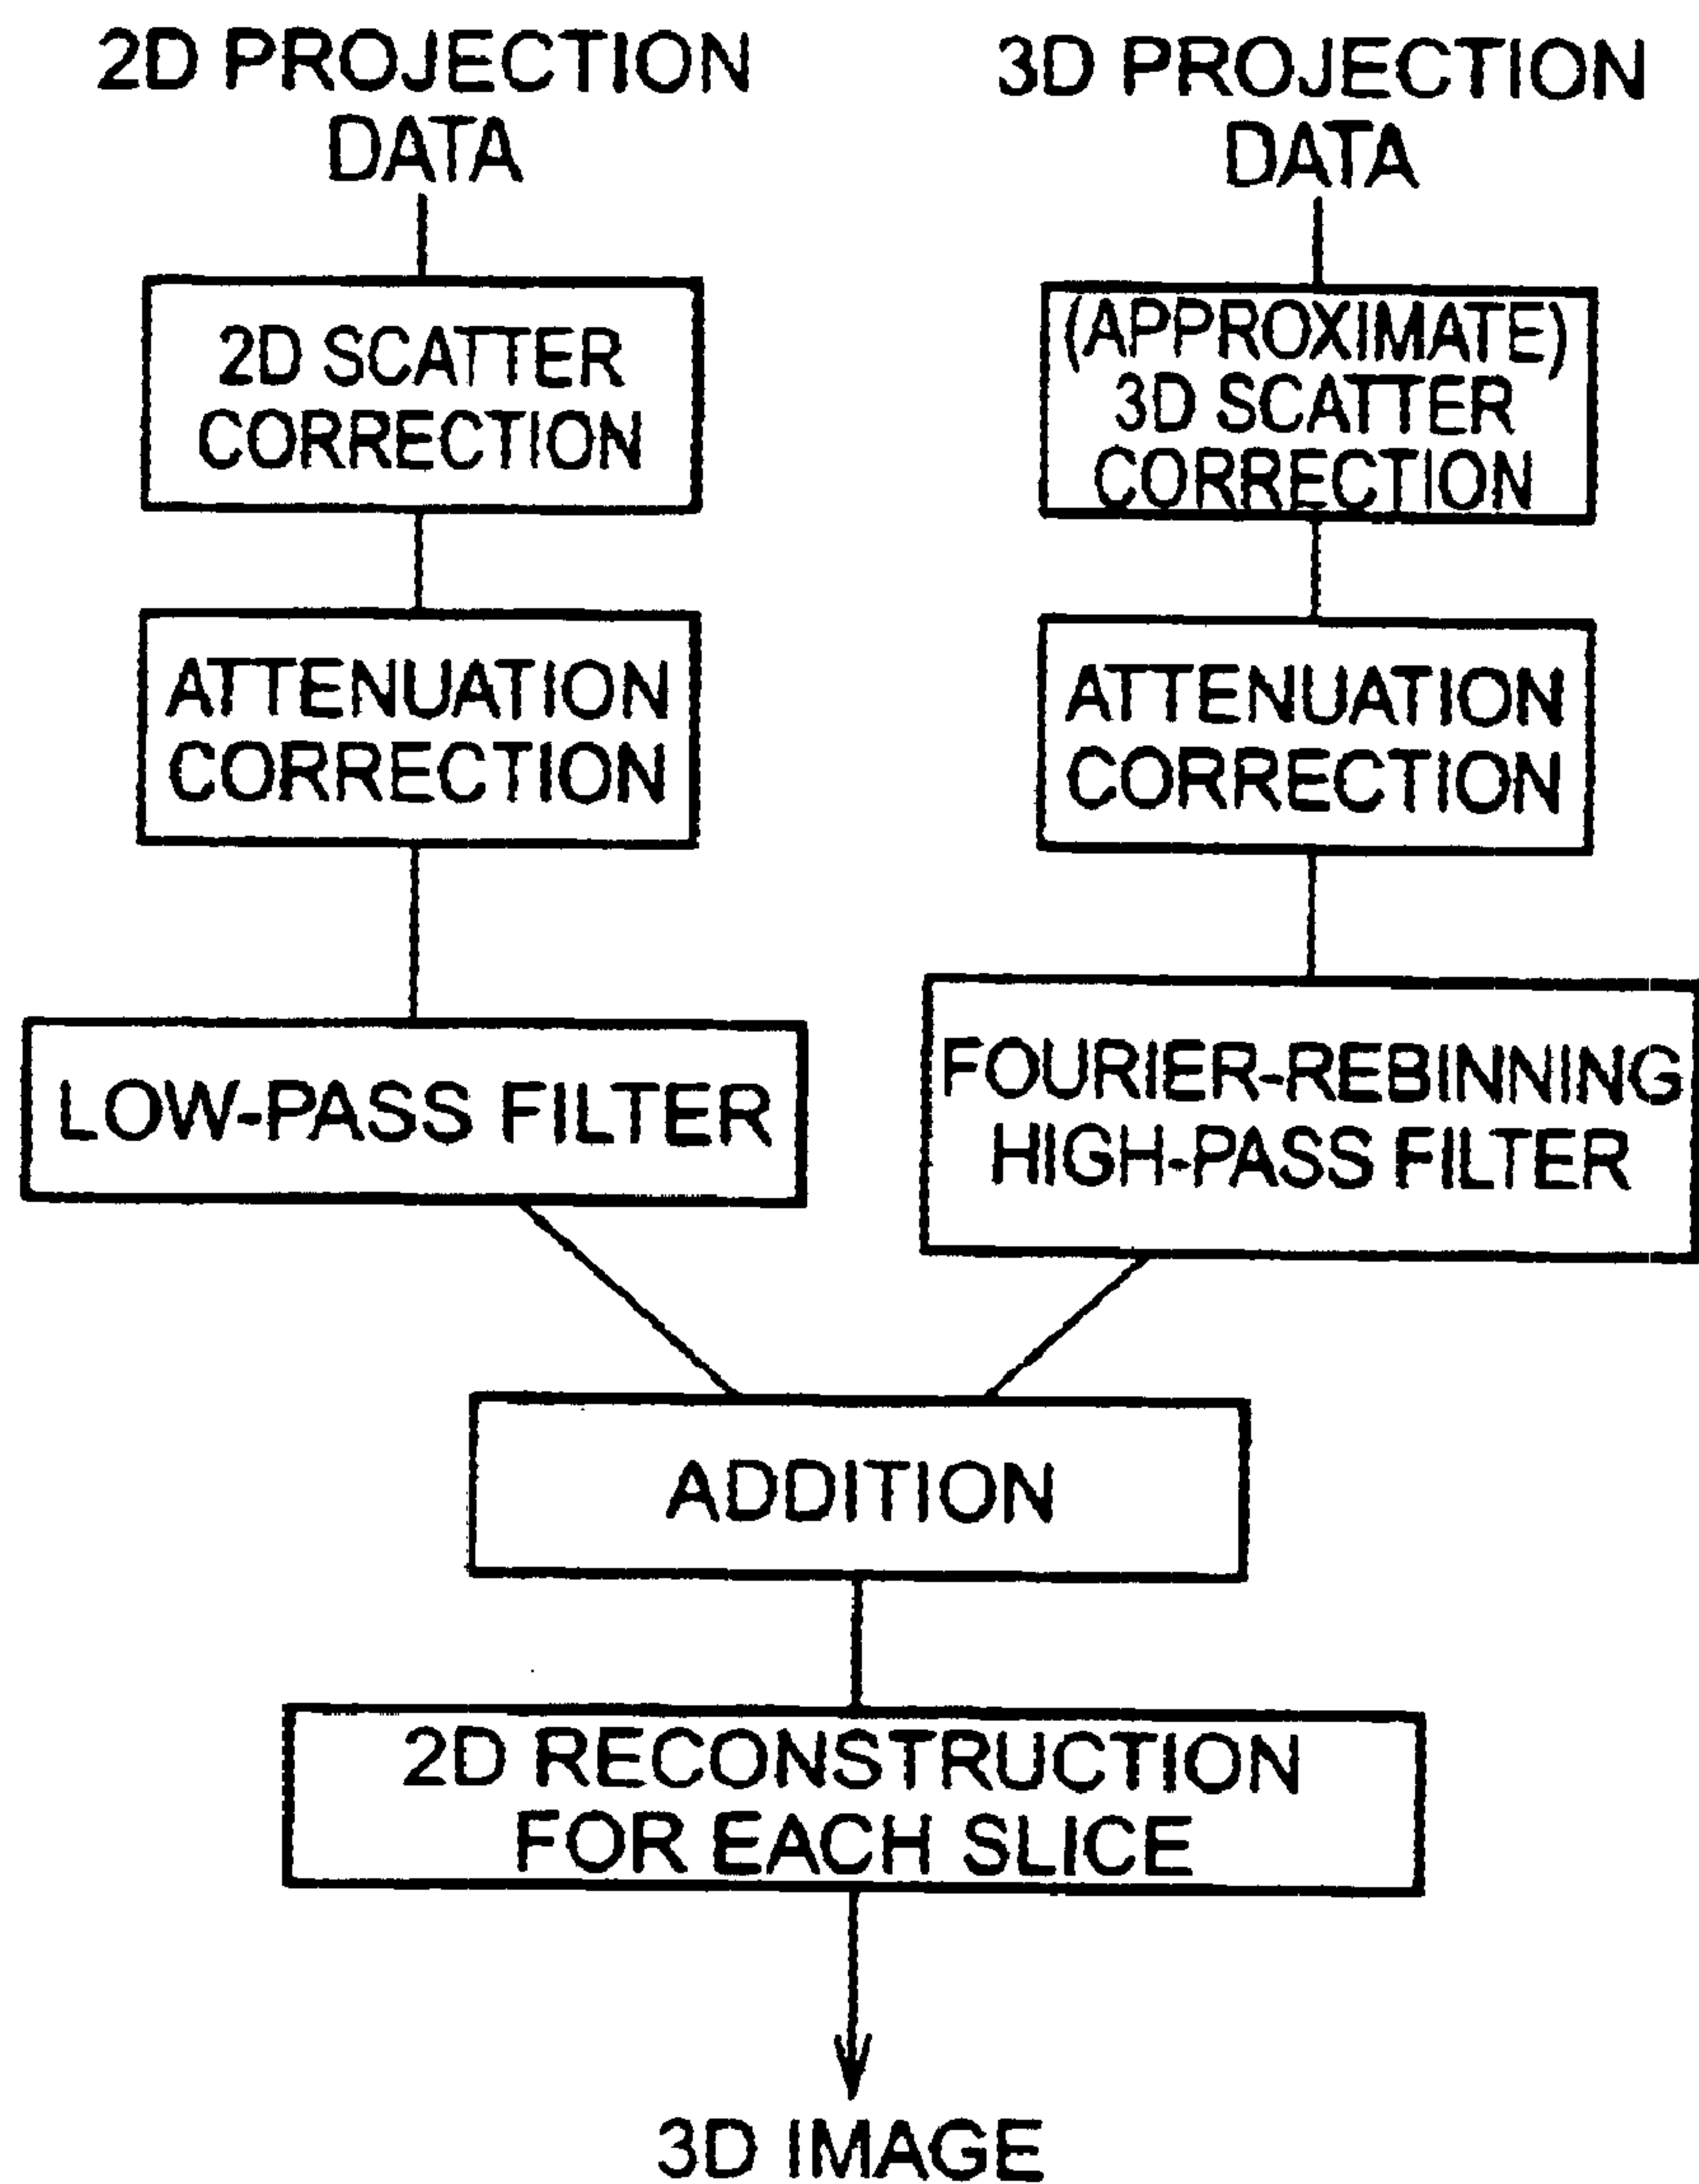 2D PROJECTION
DATA
3D PROJECTION
DATA
2D SCATTER
CORRECTION
(APPROXIMATE)
3D SCATTER
CORRECTION
ATTENUATION
CORRECTION
ATTENUATION
CORRECTION
LOW-PASS FILTER
FOURIER-REBINNING
HIGH-PASS FILTER
ADDITION
2D RECONSTRUCTION
FOR EACH SLICE
3D IMAGE